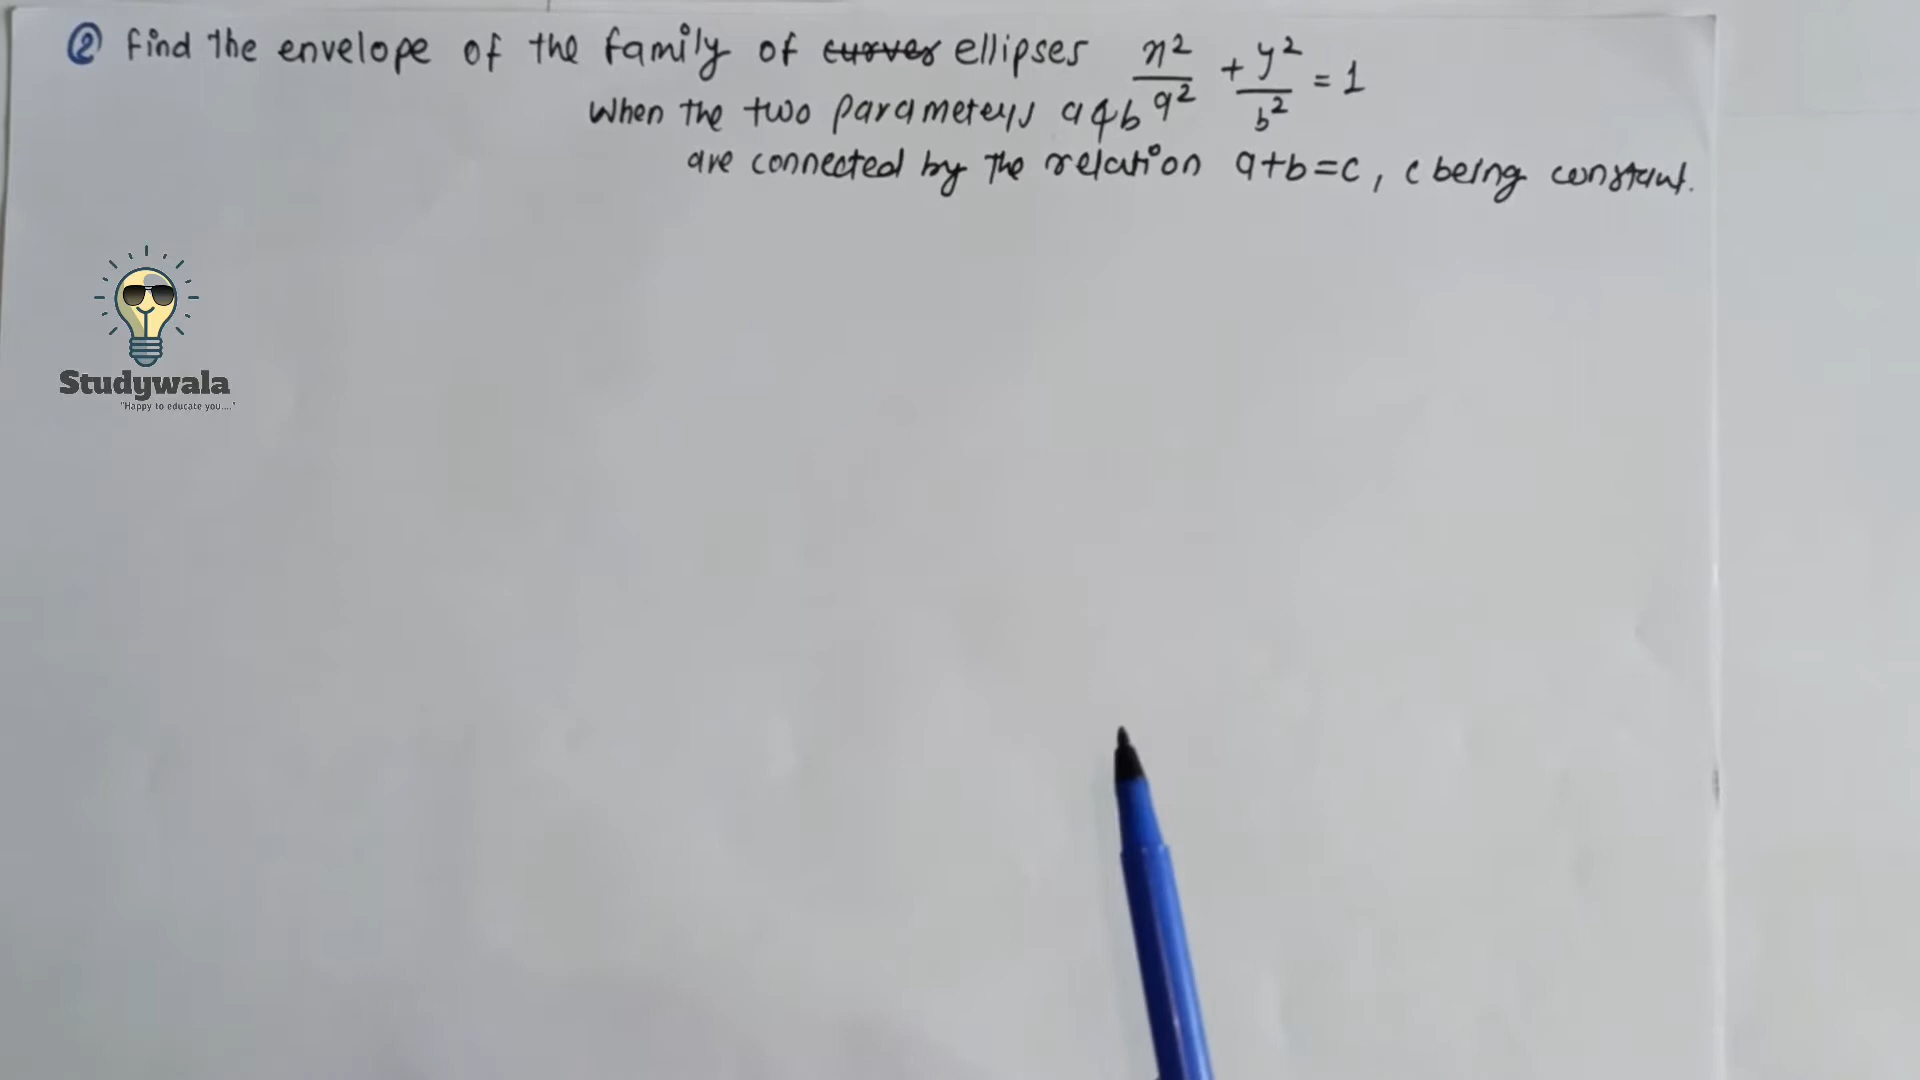 ② Find The envelope of the family of curves ellipses x²/a² + y²/b² = 1
When The two parameters a & b
are connected by The relation a+b=c, c being constant.
Studywala
"Happy to educate you...."